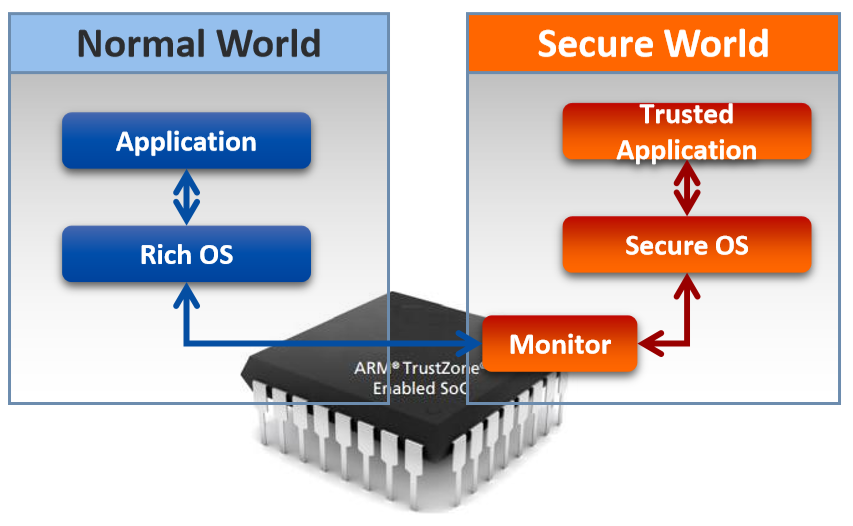 Normal World
Secure World
Application
Trusted
Application
Rich OS
Secure OS
Monitor
ARM® TrustZone®
Enabled SoC